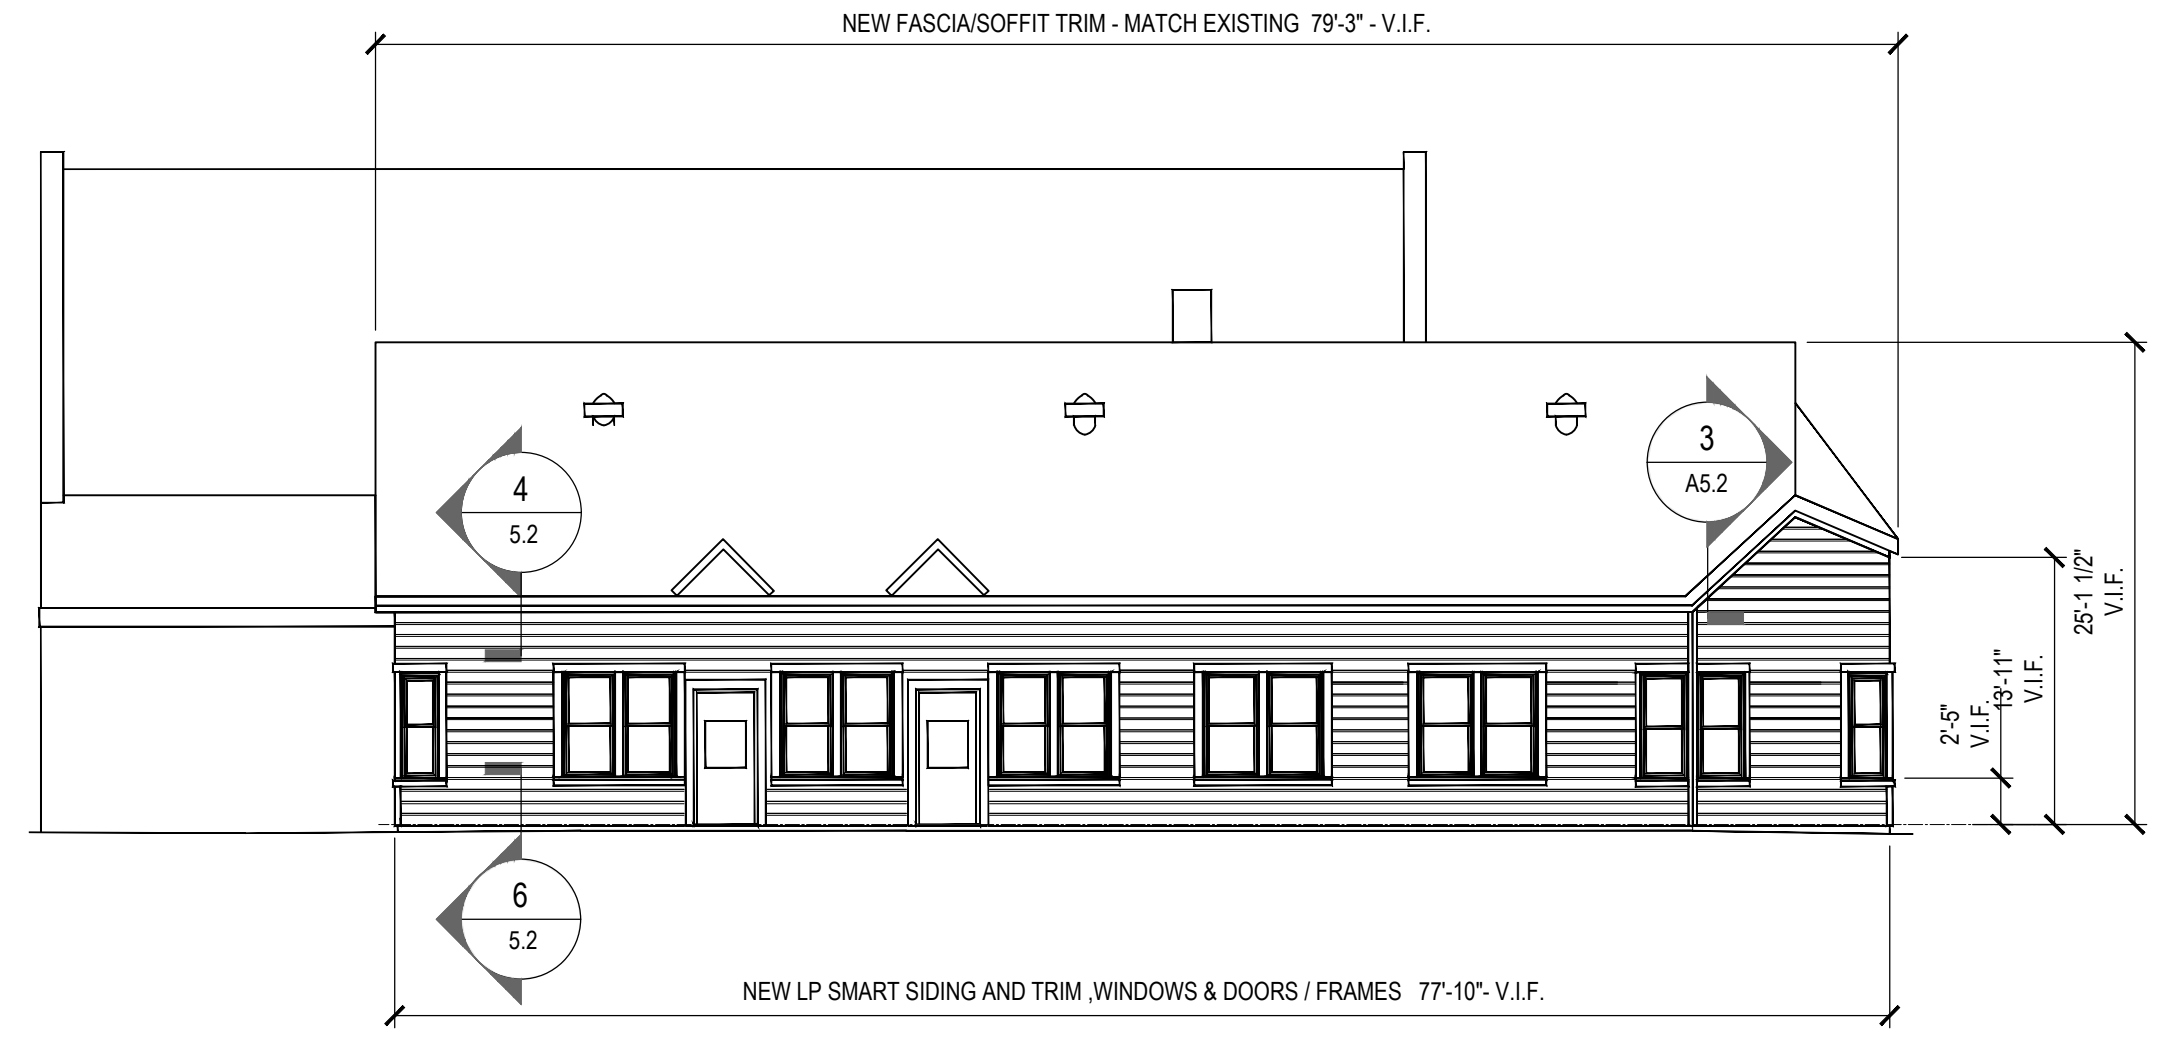 NEW FASCIA/SOFFIT TRIM - MATCH EXISTING 79'-3" - V.I.F.
3
A5.2
4
5.2
25'-1 1/2"
V.I.F.
13'-11"
V.I.F.
2'-5"
V.I.F.
6
5.2
NEW LP SMART SIDING AND TRIM ,WINDOWS & DOORS / FRAMES 77'-10"- V.I.F.